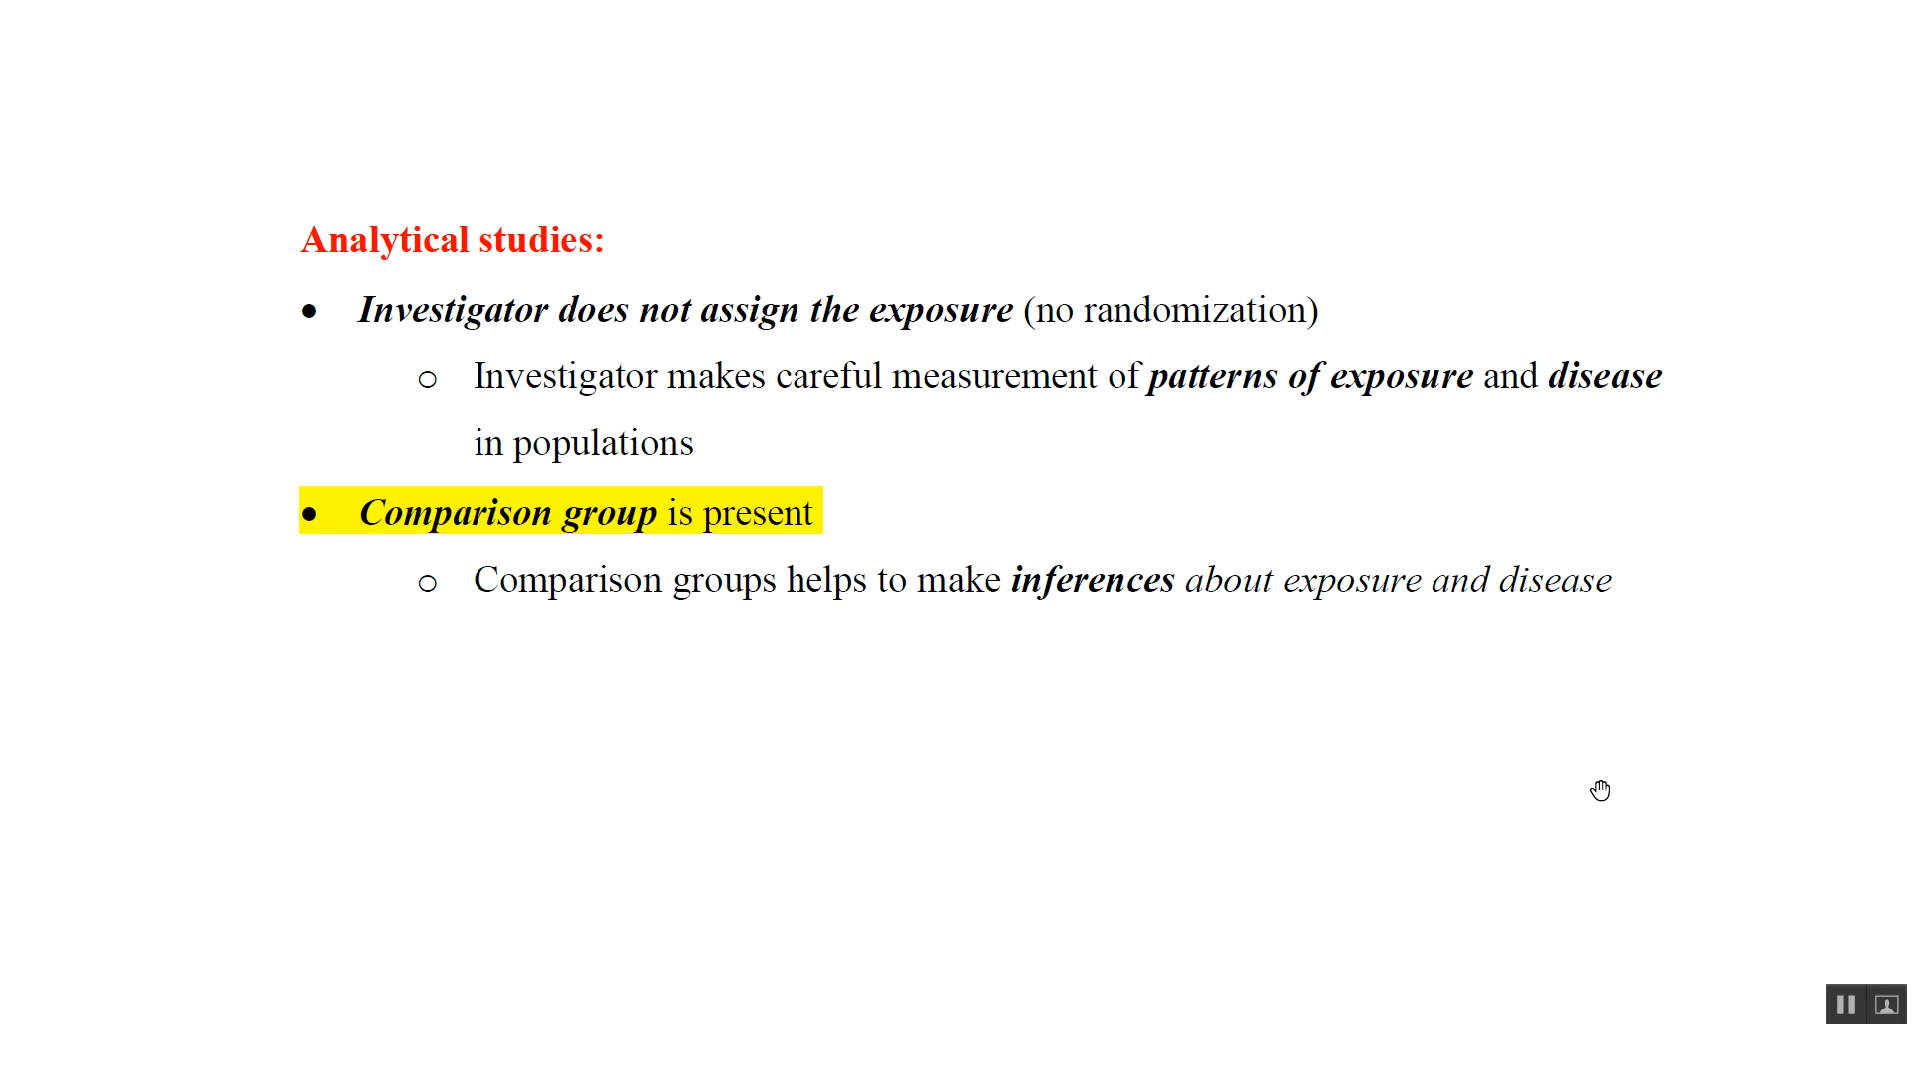 Analytical studies:
• Investigator does not assign the exposure (no randomization)
o Investigator makes careful measurement of patterns of exposure and disease
in populations
• Comparison group is present
o Comparison groups helps to make inferences about exposure and disease